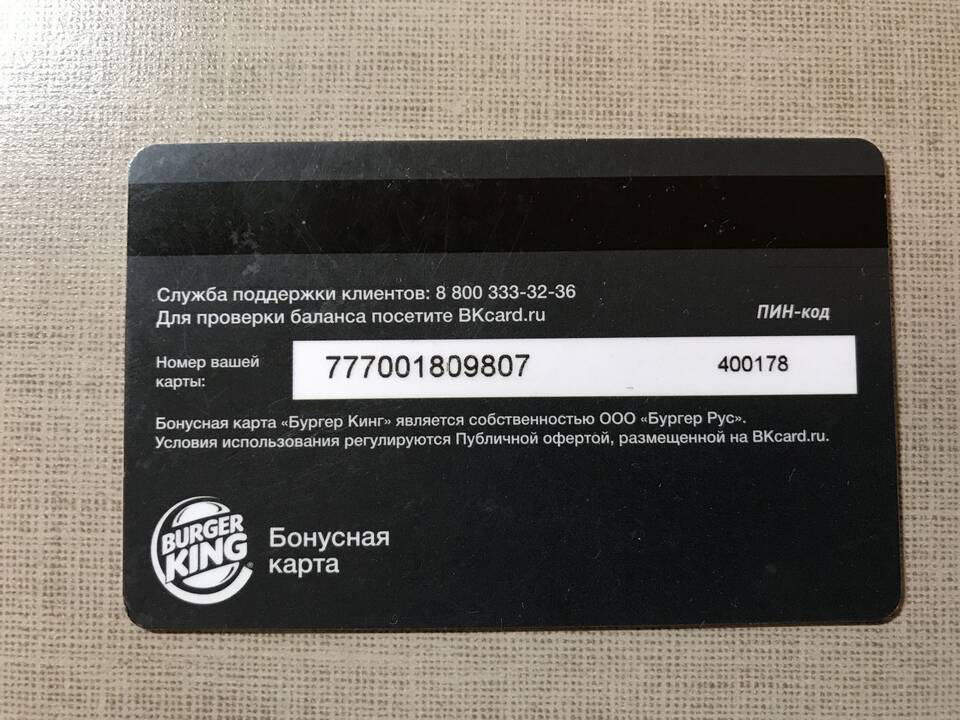 Служба поддержки клиентов: 8 800 333-32-36
Для проверки баланса посетите BKcard.ru
ПИН-код
Номер вашей
карты:
777001809807 400178
Бонусная карта «Бургер Кинг» является собственностью ООО «Бургер Рус».
Условия использования регулируются Публичной офертой, размещенной на BKcard.ru.
BURGER
KING®
Бонусная
карта